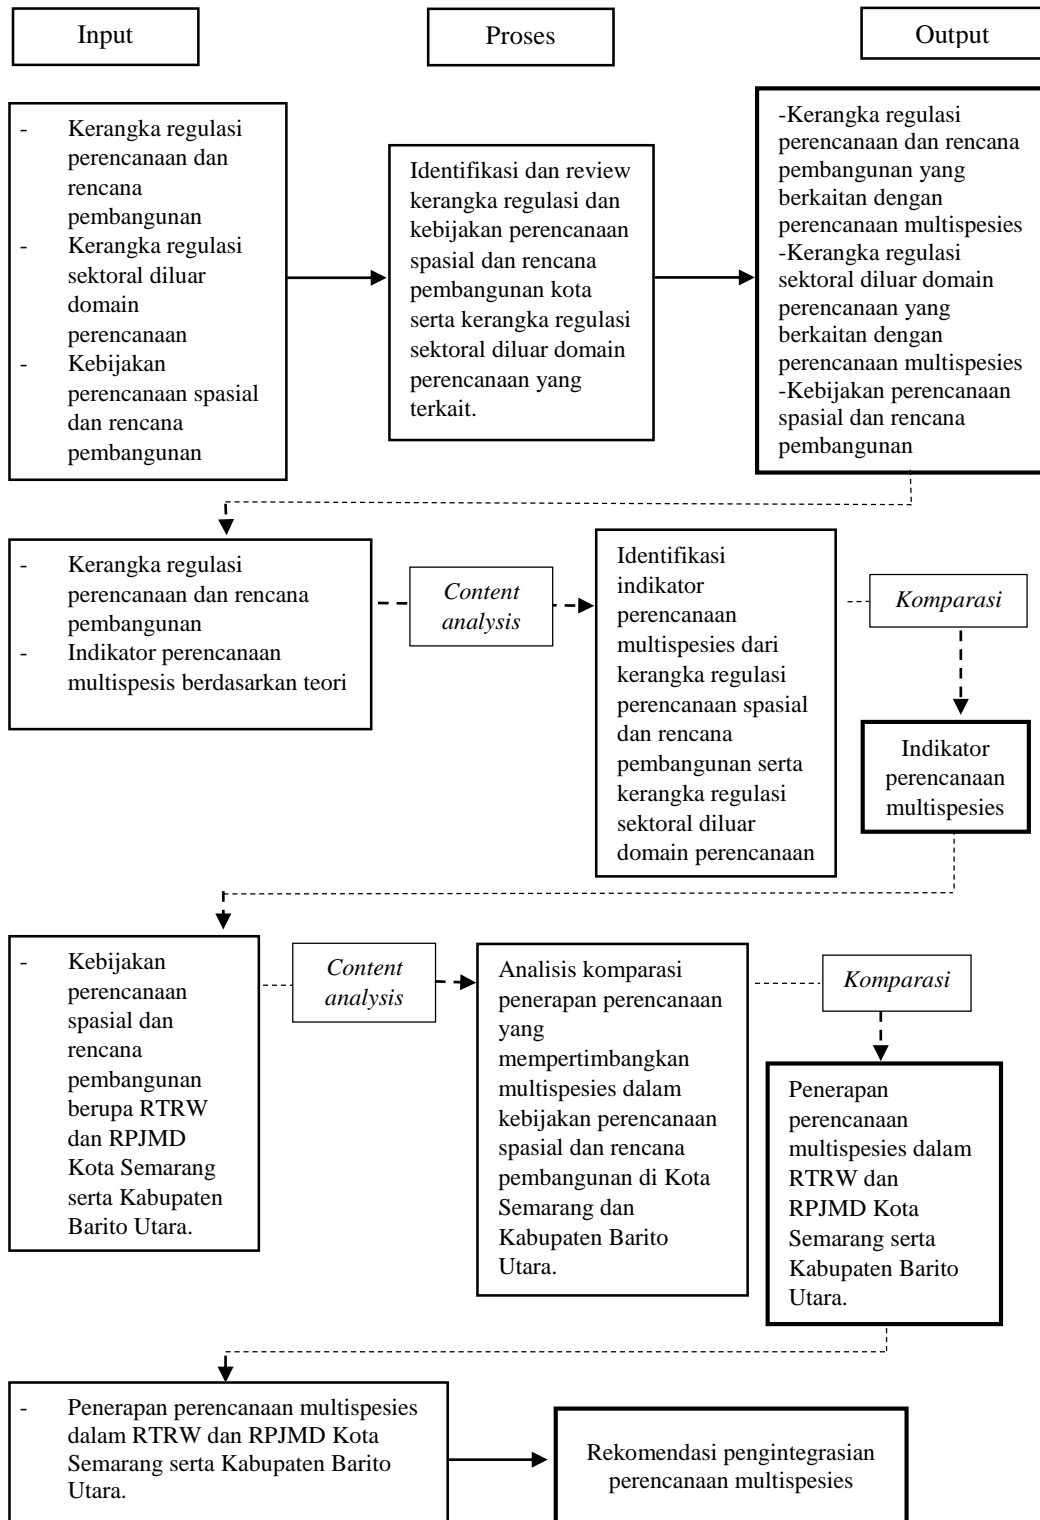 Input
Proses
Output
- Kerangka regulasi
perencanaan dan
rencana
pembangunan
- Kerangka regulasi
sektoral diluar
domain
perencanaan
- Kebijakan
perencanaan spasial
dan rencana
pembangunan
Identifikasi dan review
kerangka regulasi dan
kebijakan perencanaan
spasial dan rencana
pembangunan kota
serta kerangka regulasi
sektoral diluar domain
perencanaan yang
terkait.
-Kerangka regulasi
perencanaan dan rencana
pembangunan yang
berkaitan dengan
perencanaan multispesies
-Kerangka regulasi
sektoral diluar domain
perencanaan yang
berkaitan dengan
perencanaan multispesies
-Kebijakan perencanaan
spasial dan rencana
pembangunan
- Kerangka regulasi
perencanaan dan rencana
pembangunan
- Indikator perencanaan
multispesis berdasarkan teori
Content
analysis
Identifikasi
indikator
perencanaan
multispesies dari
kerangka regulasi
perencanaan spasial
dan rencana
pembangunan serta
kerangka regulasi
sektoral diluar
domain perencanaan
Komparasi
Indikator
perencanaan
multispesies
- Kebijakan
perencanaan
spasial dan
rencana
pembangunan
berupa RTRW
dan RPJMD
Kota Semarang
serta Kabupaten
Barito Utara.
Content
analysis
Analisis komparasi
penerapan perencanaan
yang
mempertimbangkan
multispesies dalam
kebijakan perencanaan
spasial dan rencana
pembangunan di Kota
Semarang dan
Kabupaten Barito
Utara.
Komparasi
Penerapan
perencanaan
multispesies dalam
RTRW dan
RPJMD Kota
Semarang serta
Kabupaten Barito
Utara.
- Penerapan perencanaan multispesies
dalam RTRW dan RPJMD Kota
Semarang serta Kabupaten Barito
Utara.
Rekomendasi pengintegrasian
perencanaan multispesies